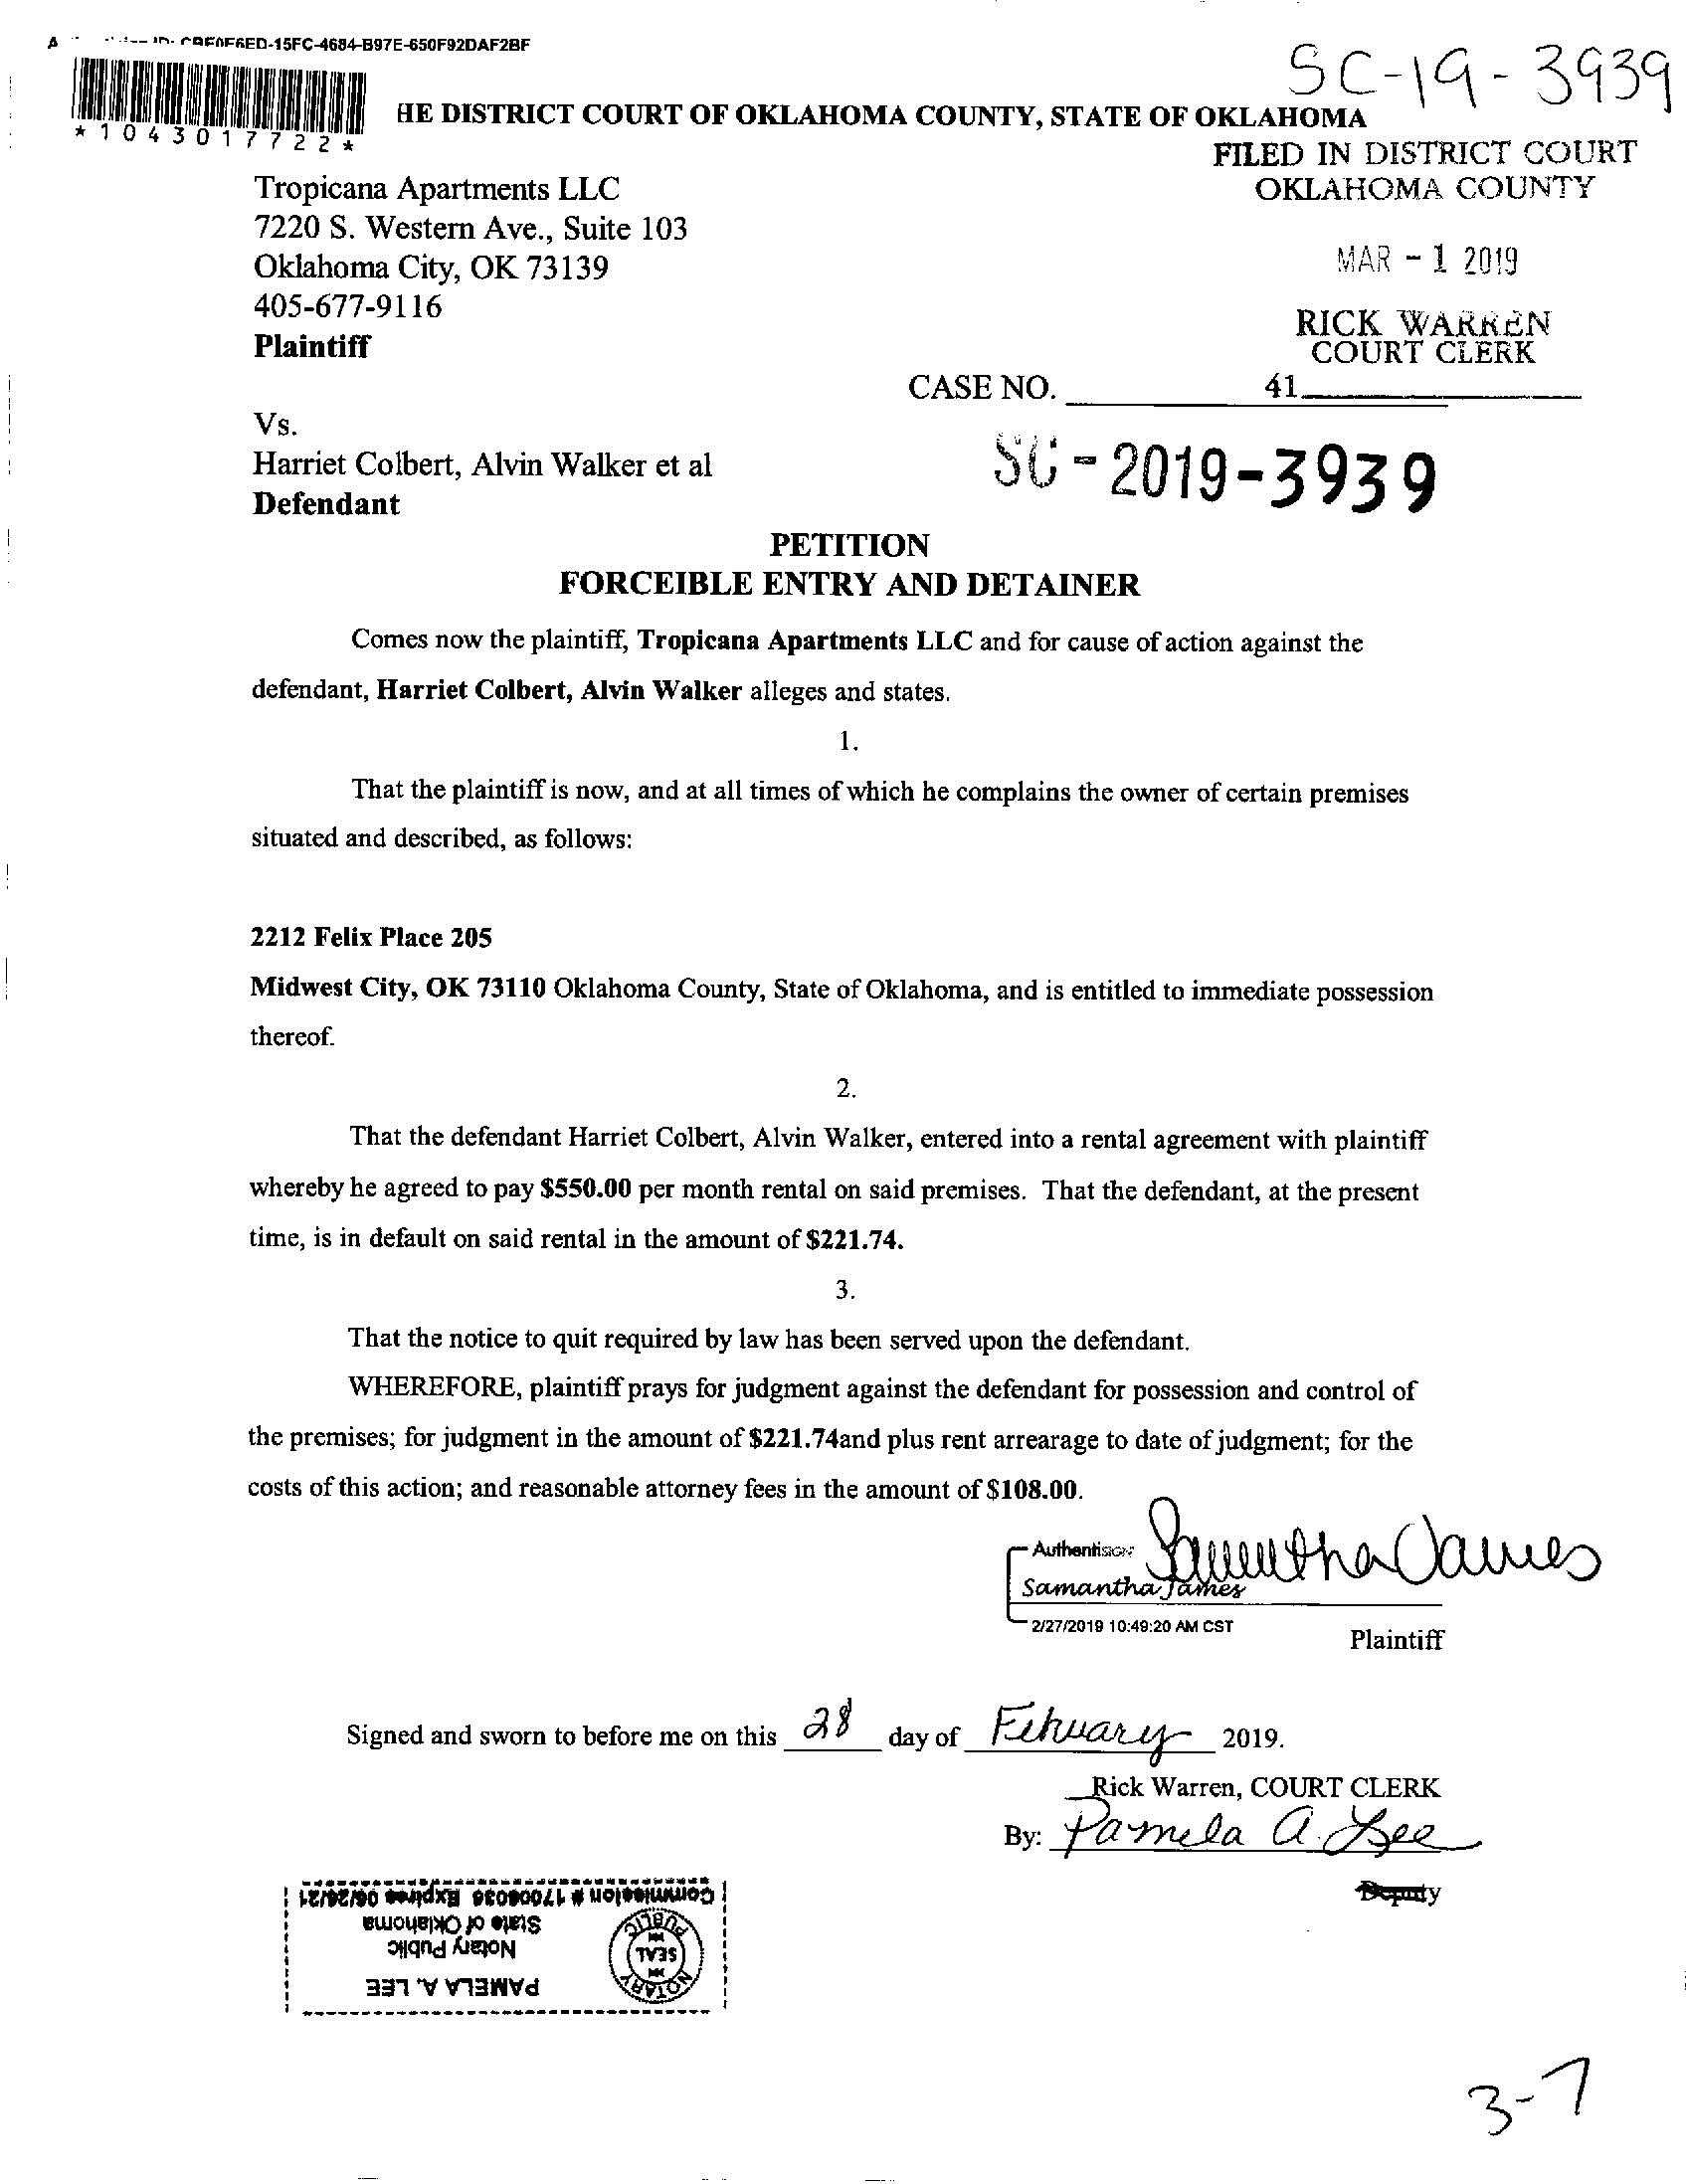 CBE0E6ED-15FC-4684-B97E-650F92DAF2BF
SC-19-3939
*1043017722*
HE DISTRICT COURT OF OKLAHOMA COUNTY, STATE OF OKLAHOMA
FILED IN DISTRICT COURT
OKLAHOMA COUNTY
Tropicana Apartments LLC
7220 S. Western Ave., Suite 103
Oklahoma City, OK 73139
405-677-9116
Plaintiff
MAR - 1 2019
RICK WARREN
COURT CLERK
CASE NO. 41
Vs.
Harriet Colbert, Alvin Walker et al
Defendant
SC-2019-3939
PETITION
FORCEIBLE ENTRY AND DETAINER
Comes now the plaintiff, Tropicana Apartments LLC and for cause of action against the
defendant, Harriet Colbert, Alvin Walker alleges and states.
1.
That the plaintiff is now, and at all times of which he complains the owner of certain premises
situated and described, as follows:
2212 Felix Place 205
Midwest City, OK 73110 Oklahoma County, State of Oklahoma, and is entitled to immediate possession
thereof.
2.
That the defendant Harriet Colbert, Alvin Walker, entered into a rental agreement with plaintiff
whereby he agreed to pay $550.00 per month rental on said premises. That the defendant, at the present
time, is in default on said rental in the amount of $221.74.
3.
That the notice to quit required by law has been served upon the defendant.
WHEREFORE, plaintiff prays for judgment against the defendant for possession and control of
the premises; for judgment in the amount of $221.74and plus rent arrearage to date of judgment; for the
costs of this action; and reasonable attorney fees in the amount of $108.00.
Authentisign
Samantha James
Samantha James
2/27/2019 10:49:20 AM CST
Plaintiff
Signed and sworn to before me on this 28 day of February 2019.
Rick Warren, COURT CLERK
By: Pamela A. Lee
Deputy
PAMELA A. LEE
Notary Public
State of Oklahoma
Commission # 17006036 Expires 06/26/21
NOTARY
SEAL
PUBLIC
3-7